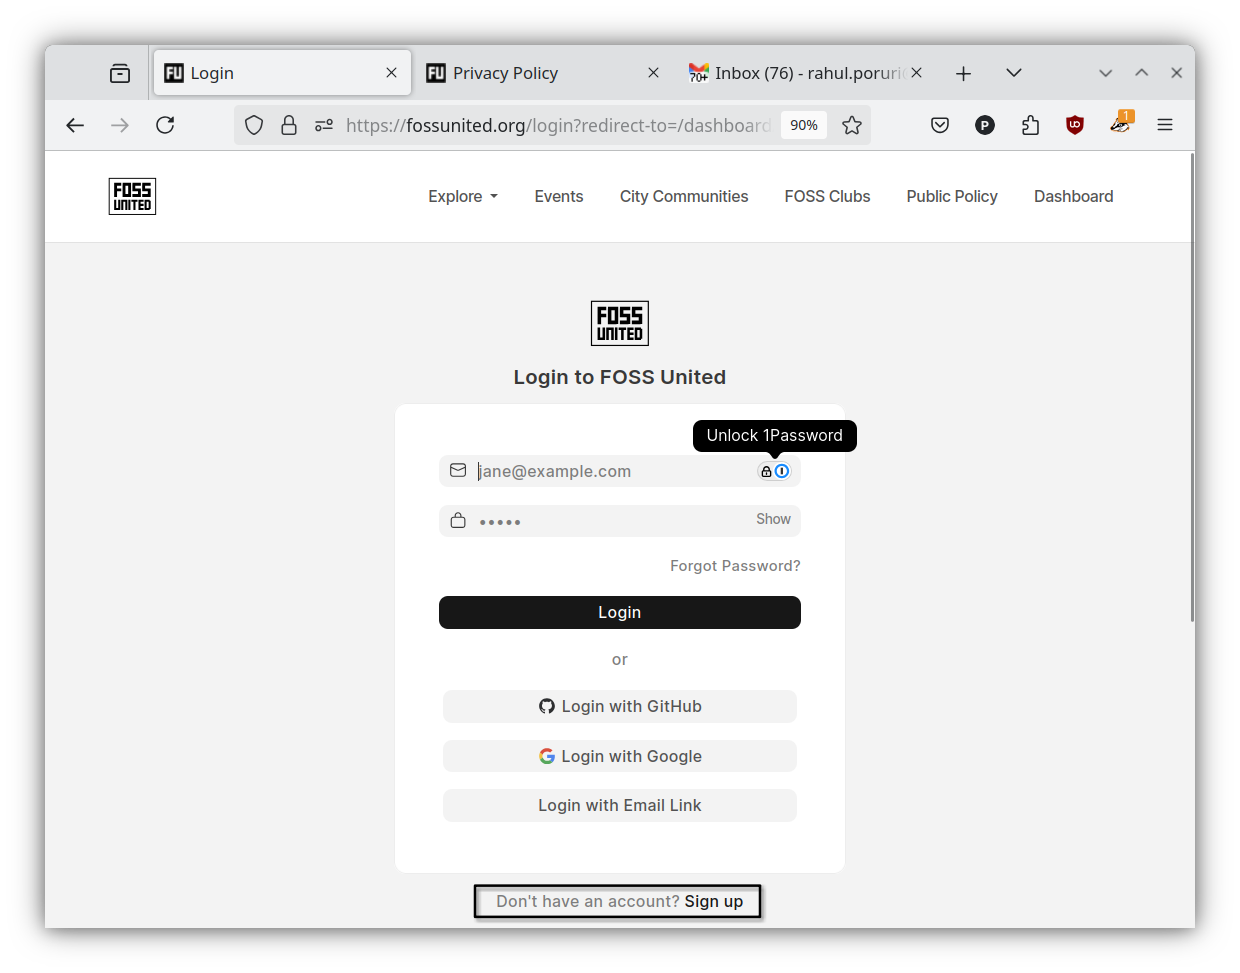 Login
Privacy Policy
70+
Inbox (76) - rahul.poruri
https://fossunited.org/login?redirect-to=/dashboard
90%
P
1
FOSS
UNITED
Explore
Events
City Communities
FOSS Clubs
Public Policy
Dashboard
FOSS
UNITED
Login to FOSS United
Unlock 1Password
jane@example.com
Show
Forgot Password?
Login
or
Login with GitHub
Login with Google
Login with Email Link
Don't have an account? Sign up